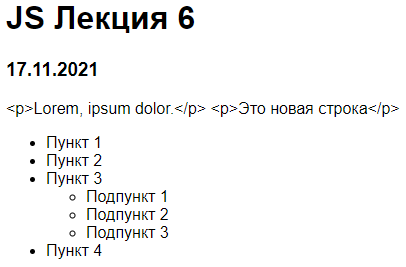 JS Лекция 6
17.11.2021
<p>Lorem, ipsum dolor.</p> <p>Это новая строка</p>
Пункт 1
Пункт 2
Пункт 3
Подпункт 1
Подпункт 2
Подпункт 3
Пункт 4